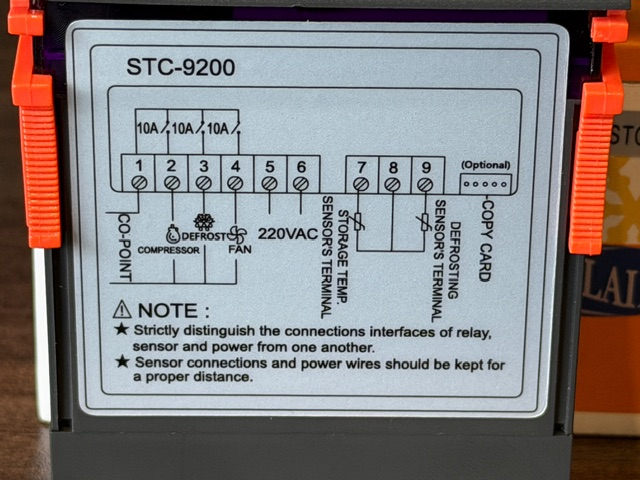 STC-9200
10A 10A 10A
1 2 3 4 5 6 7 8 9
(Optional)
CO-POINT
COMPRESSOR
DEFROST
FAN
220VAC
STORAGE TEMP.
SENSOR'S TERMINAL
DEFROSTING
SENSOR'S TERMINAL
COPY CARD
NOTE :
★ Strictly distinguish the connections interfaces of relay,
sensor and power from one another.
★ Sensor connections and power wires should be kept for
a proper distance.